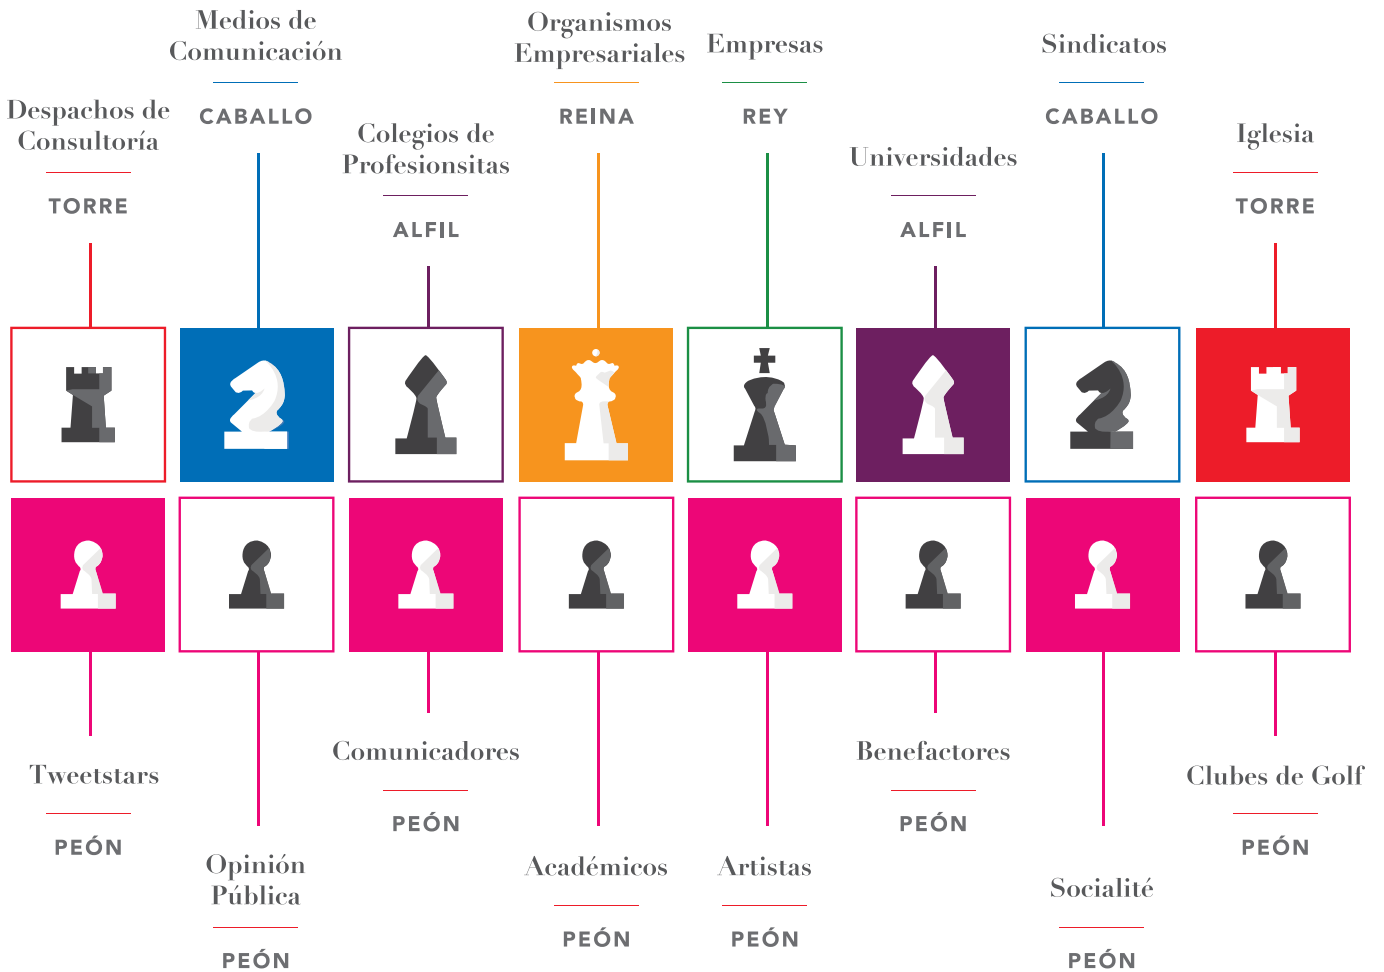 Despachos de
Consultoría
TORRE
Medios de
Comunicación
CABALLO
Colegios de
Profesionsitas
ALFIL
Organismos
Empresariales
REINA
Empresas
REY
Universidades
ALFIL
Sindicatos
CABALLO
Iglesia
TORRE
Tweetstars
PEÓN
Opinión
Pública
PEÓN
Comunicadores
PEÓN
Académicos
PEÓN
Artistas
PEÓN
Benefactores
PEÓN
Socialité
PEÓN
Clubes de Golf
PEÓN